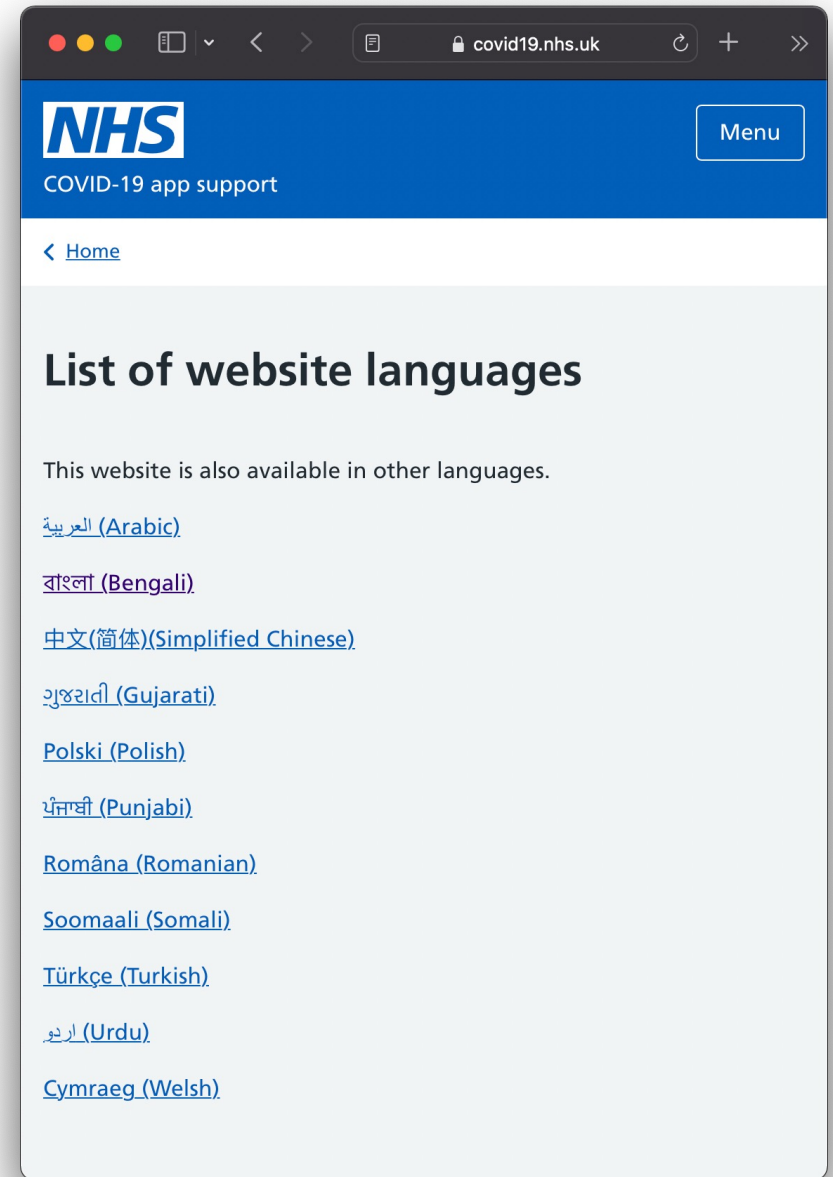 covid19.nhs.uk
NHS
Menu
COVID-19 app support
Home
List of website languages
This website is also available in other languages.
العربية (Arabic)
বাংলা (Bengali)
中文(简体)(Simplified Chinese)
ગુજરાતી (Gujarati)
Polski (Polish)
ਪੰਜਾਬੀ (Punjabi)
Româna (Romanian)
Soomaali (Somali)
Türkçe (Turkish)
اردو (Urdu)
Cymraeg (Welsh)